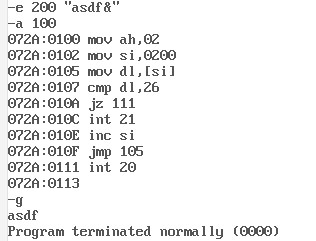 -e 200 "asdf&"
-a 100
072A:0100 mov ah,02
072A:0102 mov si,0200
072A:0105 mov dl,[si]
072A:0107 cmp dl,26
072A:010A jz 111
072A:010C int 21
072A:010E inc si
072A:010F jmp 105
072A:0111 int 20
072A:0113
-g
asdf
Program terminated normally (0000)